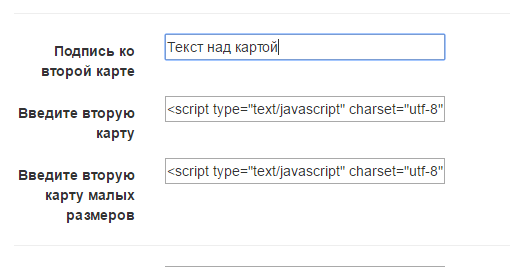 Подпись ко
второй карте
Текст над картой
Введите вторую
карту
<script type="text/javascript" charset="utf-8"
Введите вторую
карту малых
размеров
<script type="text/javascript" charset="utf-8"